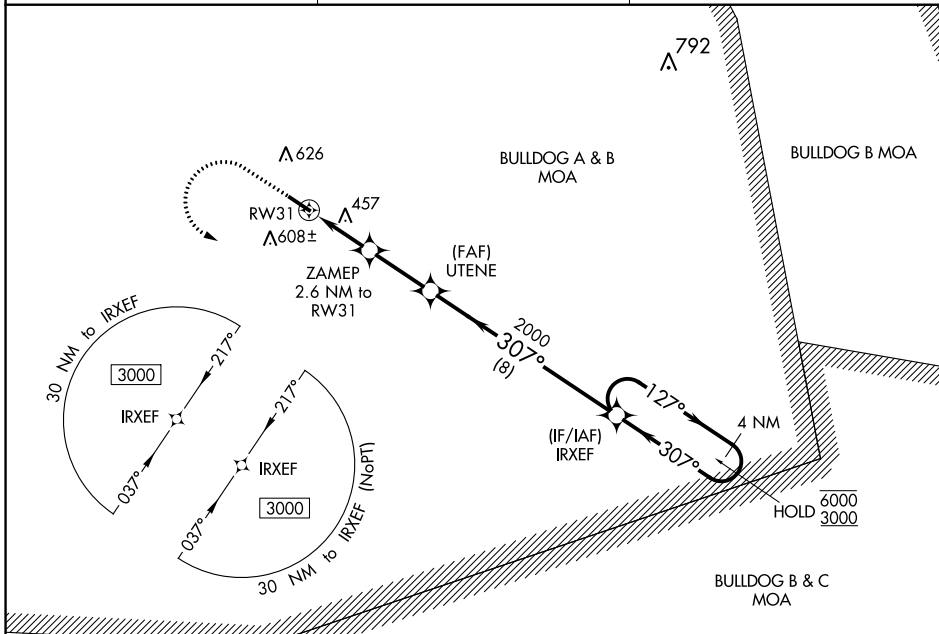 792
626
BULLDOG A & B
MOA
BULLDOG B MOA
RW31
457
608±
(FAF)
UTENE
ZAMEP
2.6 NM to
RW31
2000
307°
(8)
30 NM to IRXEF
217°
3000
IRXEF
037°
217°
IRXEF
3000
037°
30 NM to IRXEF (NoPT)
127°
4 NM
(IF/IAF)
IRXEF
307°
HOLD 6000
3000
BULLDOG B & C
MOA